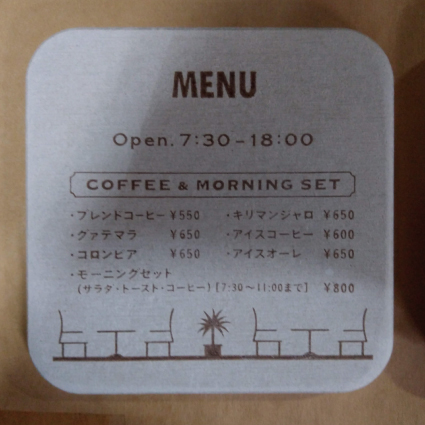 MENU
Open. 7:30-18:00
COFFEE & MORNING SET
・ブレンドコーヒー ¥550 ・キリマンジャロ ¥650
・グァテマラ ¥650 ・アイスコーヒー ¥600
・コロンビア ¥650 ・アイスオーレ ¥650
・モーニングセット
(サラダ・トースト・コーヒー) [7:30〜11:00まで] ¥800